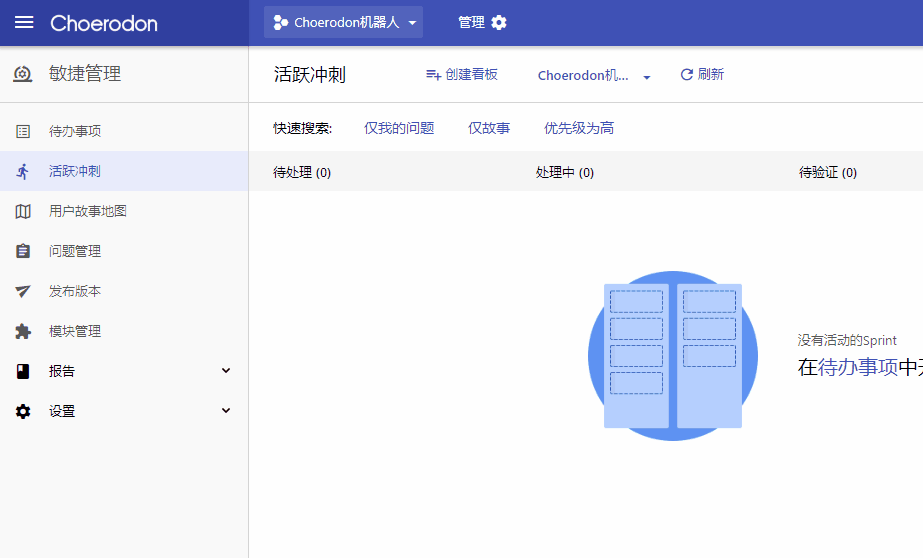 Choerodon
Choerodon机器人
管理
敏捷管理
待办事项
活跃冲刺
用户故事地图
问题管理
发布版本
模块管理
报告
设置
活跃冲刺
创建看板
Choerodon机...
刷新
快速搜索: 仅我的问题 仅故事 优先级为高
待处理 (0) 处理中 (0) 待验证 (0)
没有活动的Sprint
在待办事项中